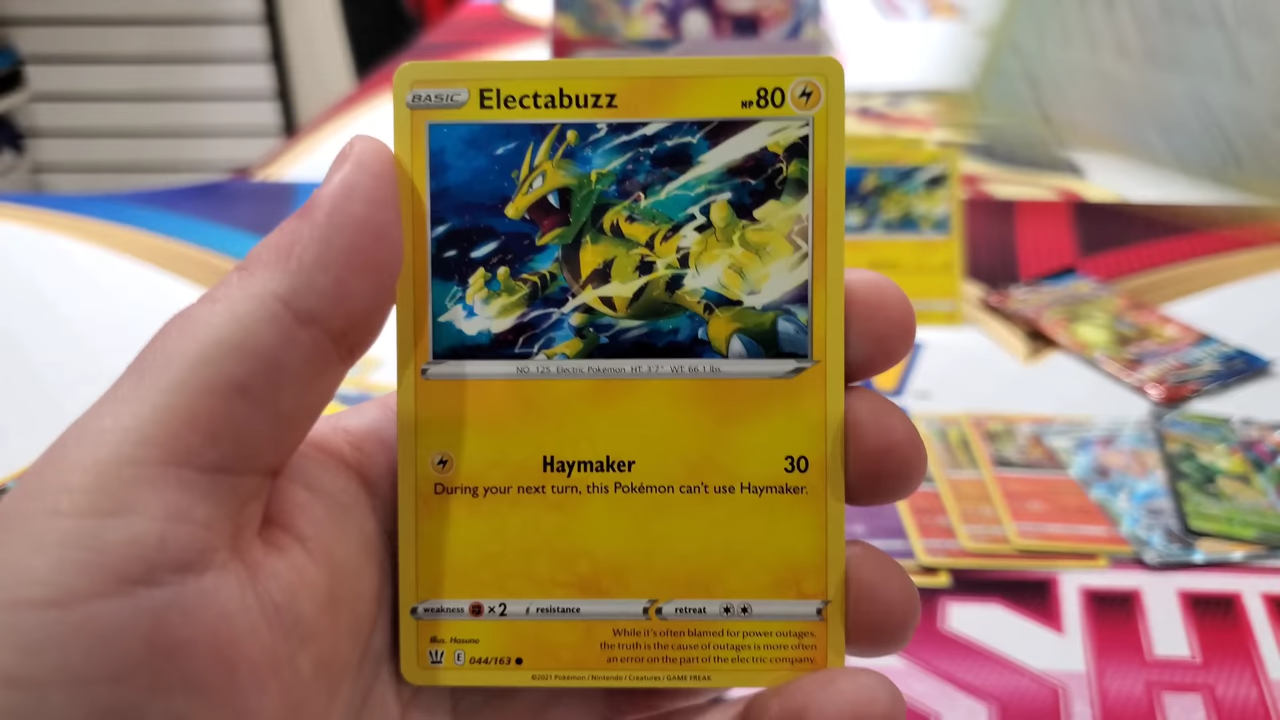 BASIC Electabuzz HP 80
NO. 125 Electric Pokémon HT: 3'7" WT: 66.1 lbs.
Haymaker 30
During your next turn, this Pokémon can't use Haymaker.
weakness ×2 resistance retreat
Illus. Hasuno
While it's often blamed for power outages,
the truth is the cause of outages is more often
an error on the part of the electric company.
E 044/163
©2021 Pokémon / Nintendo / Creatures / GAME FREAK
SH